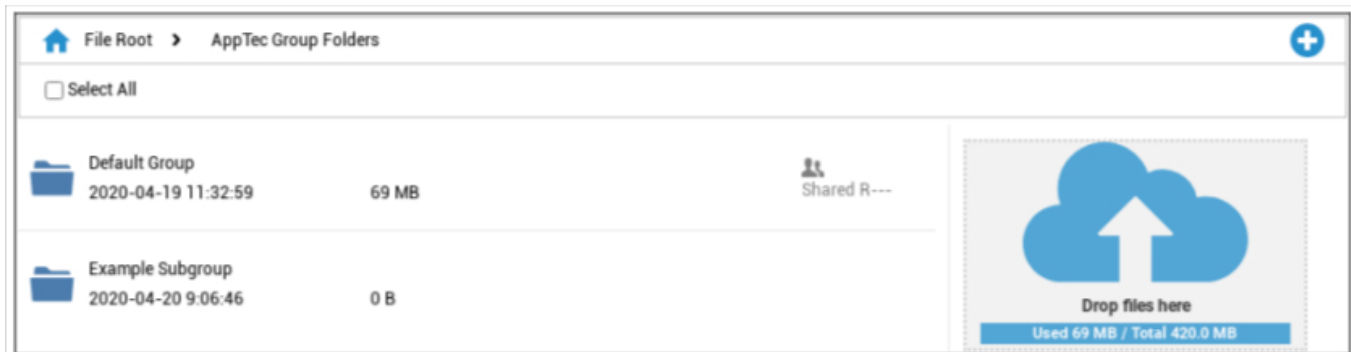 File Root > AppTec Group Folders
Select All
Default Group
2020-04-19 11:32:59 69 MB
Shared R---
Example Subgroup
2020-04-20 9:06:46 0 B
Drop files here
Used 69 MB / Total 420.0 MB